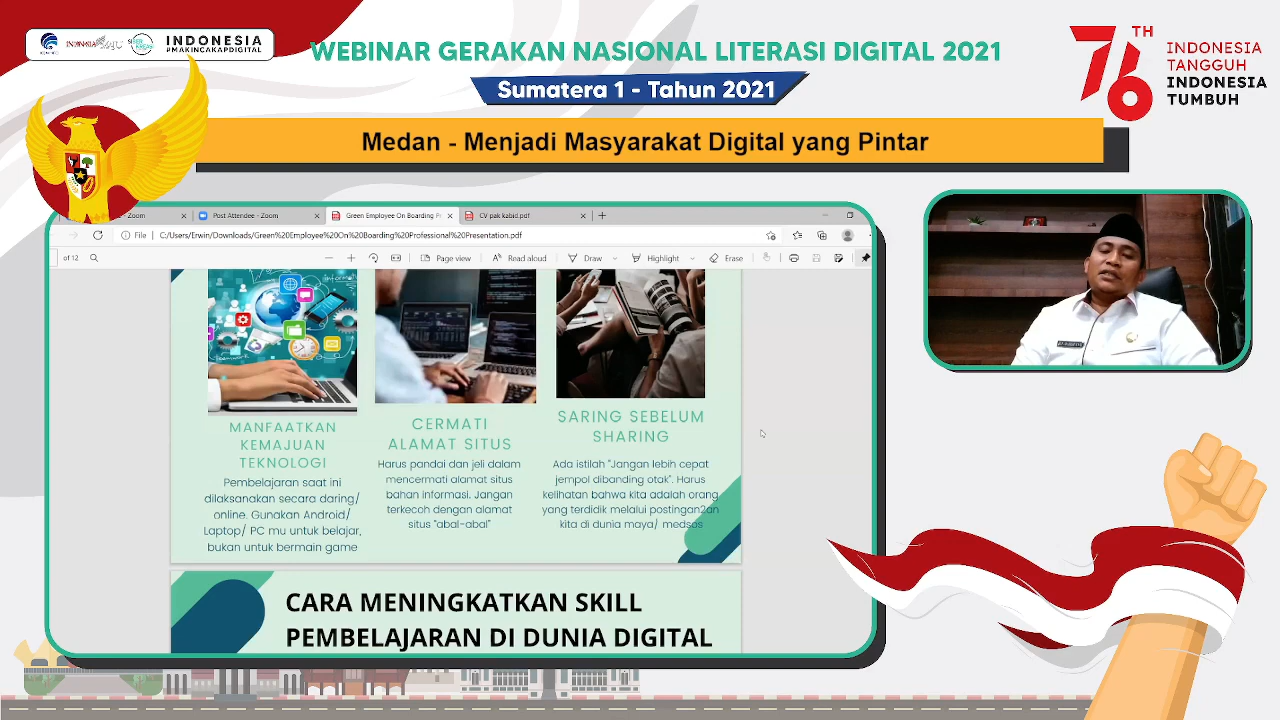 INDONESIA
#MAKINCAKAPDIGITAL
WEBINAR GERAKAN NASIONAL LITERASI DIGITAL 2021
Sumatera 1 - Tahun 2021
76TH
INDONESIA
TANGGUH
INDONESIA
TUMBUH
Medan - Menjadi Masyarakat Digital yang Pintar
Zoom
Post Attendee - Zoom
Green Employee On Boarding Pr
CV pak kabid.pdf
File
C:/Users/Erwin/Downloads/Green%20Employee%20On%20Boarding%20Professional%20Presentation.pdf
of 12
Page view
Read aloud
Draw
Highlight
Erase
MANFAATKAN
KEMAJUAN
TEKNOLOGI
Pembelajaran saat ini
dilaksanakan secara daring/
online. Gunakan Android/
Laptop/ PC mu untuk belajar,
bukan untuk bermain game
CERMATI
ALAMAT SITUS
Harus pandai dan jeli dalam
mencermati alamat situs
bahan informasi. Jangan
terkecoh dengan alamat
situs "abal-abal"
SARING SEBELUM
SHARING
Ada istilah "Jangan lebih cepat
jempol dibanding otak". Harus
kelihatan bahwa kita adalah orang
yang terdidik melalui postingan2an
kita di dunia maya/ medsos
CARA MENINGKATKAN SKILL
PEMBELAJARAN DI DUNIA DIGITAL